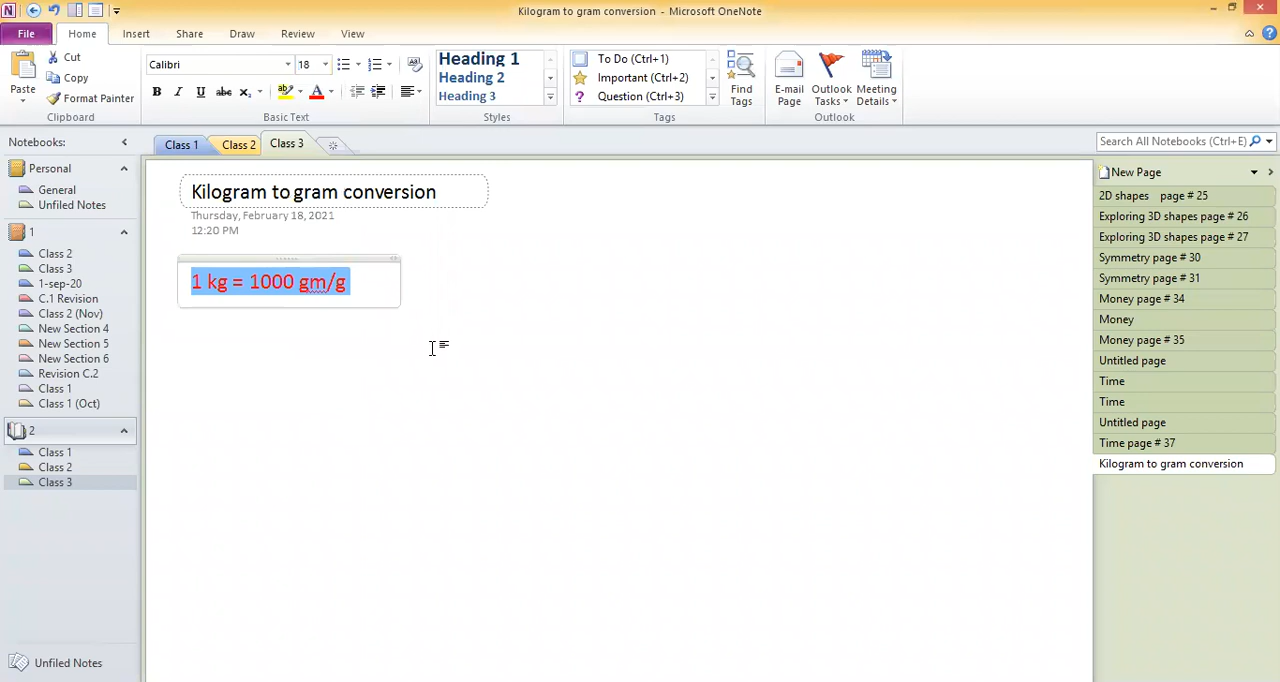 Kilogram to gram conversion - Microsoft OneNote
File Home Insert Share Draw Review View
Cut
Copy
Format Painter
Paste
Clipboard
Calibri 18
B I U abc X₂ A
Basic Text
Heading 1
Heading 2
Heading 3
Styles
To Do (Ctrl+1)
Important (Ctrl+2)
Question (Ctrl+3)
Tags
Find
Tags
E-mail
Page
Outlook
Tasks
Meeting
Details
Outlook
Notebooks:
Class 1 Class 2 Class 3
Search All Notebooks (Ctrl+E)
Personal
General
Unfiled Notes
1
Class 2
Class 3
1-sep-20
C.1 Revision
Class 2 (Nov)
New Section 4
New Section 5
New Section 6
Revision C.2
Class 1
Class 1 (Oct)
2
Class 1
Class 2
Class 3
Unfiled Notes
Kilogram to gram conversion
Thursday, February 18, 2021
12:20 PM
1 kg = 1000 gm/g
New Page
2D shapes page # 25
Exploring 3D shapes page # 26
Exploring 3D shapes page # 27
Symmetry page # 30
Symmetry page # 31
Money page # 34
Money
Money page # 35
Untitled page
Time
Time
Untitled page
Time page # 37
Kilogram to gram conversion